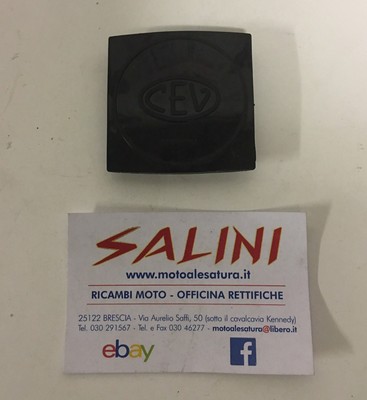 CEV
SALINI
www.motoalesatura.it
RICAMBI MOTO - OFFICINA RETTIFICHE
25122 BRESCIA - Via Aurelio Saffi, 50 (sotto il cavalcavia Kennedy)
Tel. 030 291567 - Tel. e Fax 030 46277 - motoalesatura@libero.it
ebay f